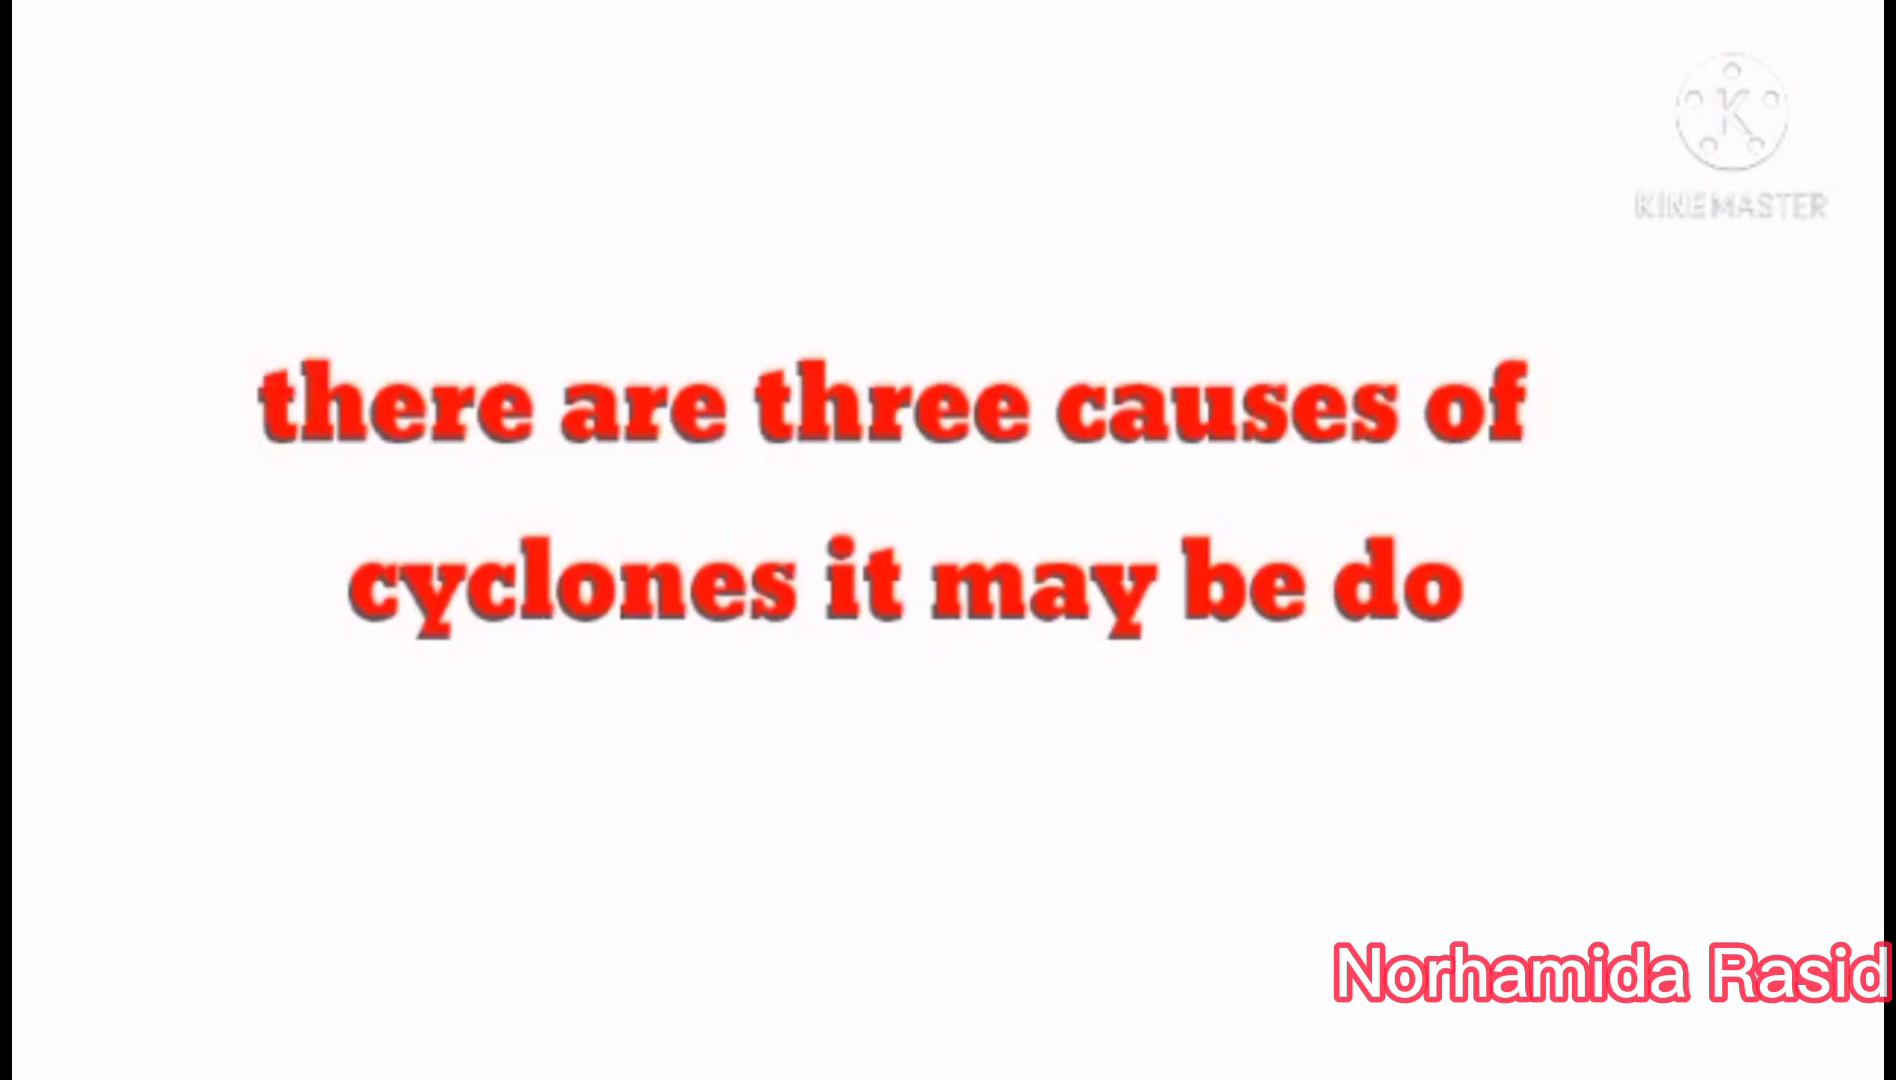 K
KINEMASTER
there are three causes of
cyclones it may be do
Norhamida Rasid